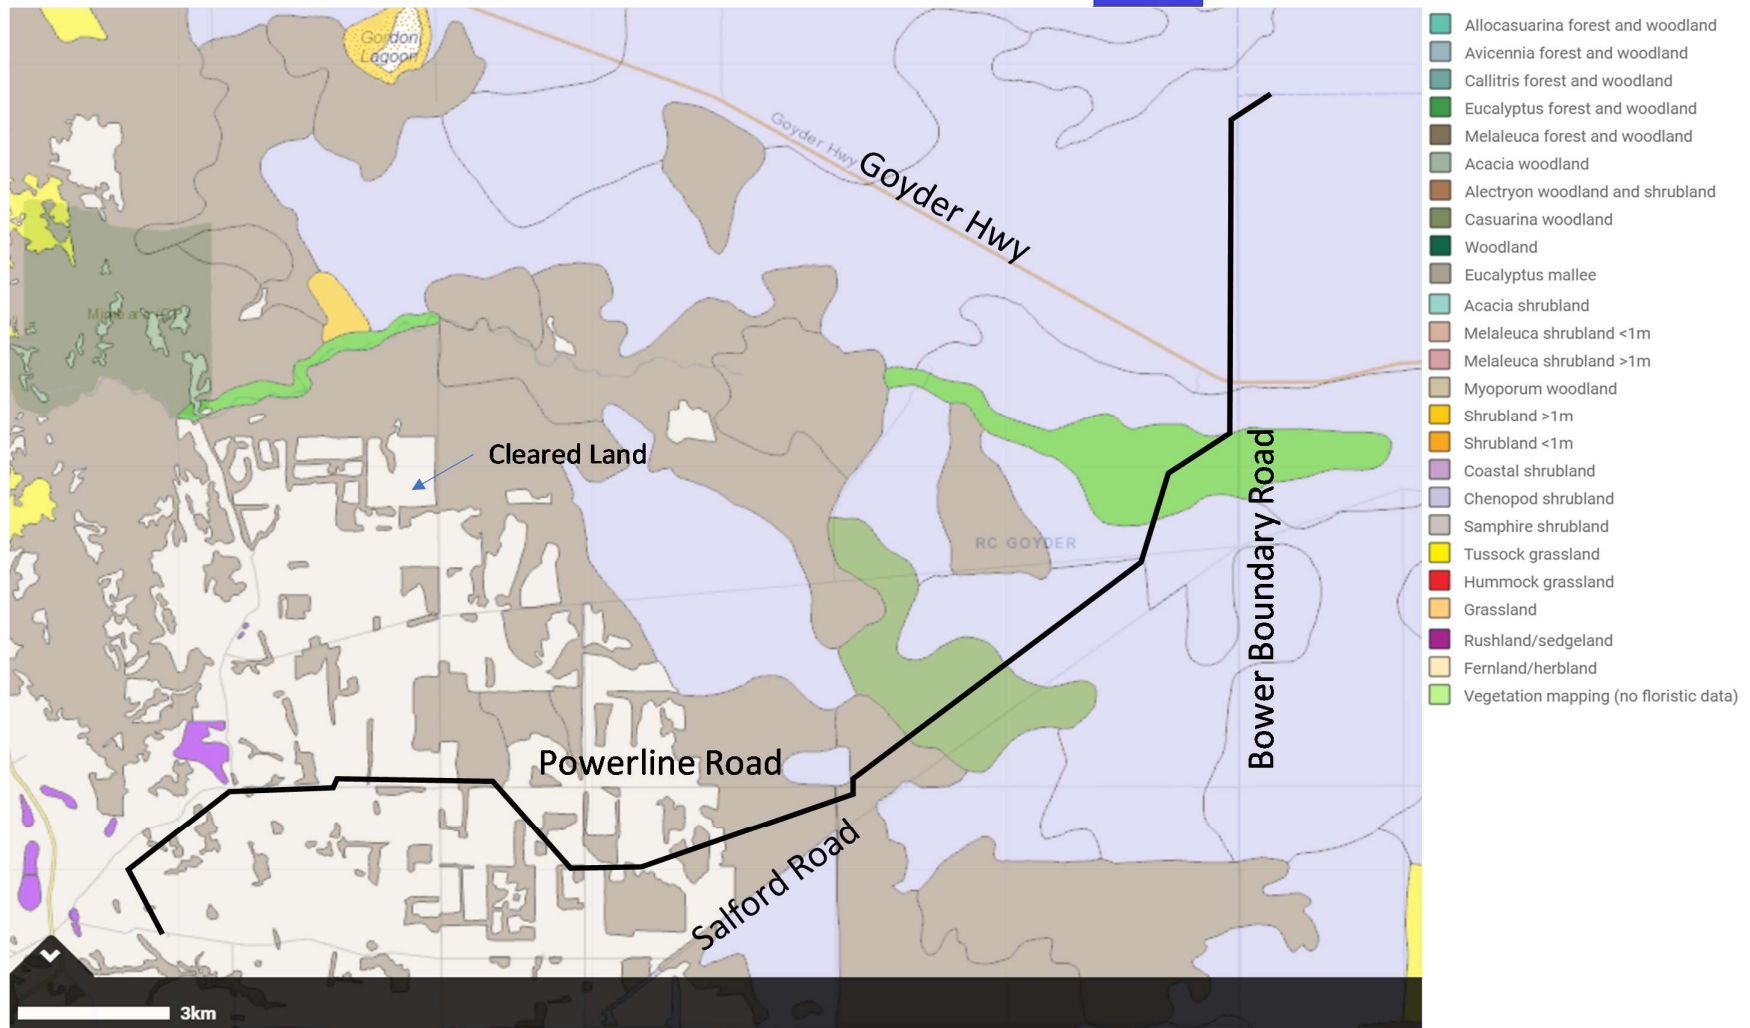 Gordon
Lagoon
Goyder Hwy
Goyder Hwy
Cleared Land
RC GOYDER
Bower Boundary Road
Powerline Road
Salford Road
3km
Allocasuarina forest and woodland
Avicennia forest and woodland
Callitris forest and woodland
Eucalyptus forest and woodland
Melaleuca forest and woodland
Acacia woodland
Alectryon woodland and shrubland
Casuarina woodland
Woodland
Eucalyptus mallee
Acacia shrubland
Melaleuca shrubland <1m
Melaleuca shrubland >1m
Myoporum woodland
Shrubland >1m
Shrubland <1m
Coastal shrubland
Chenopod shrubland
Samphire shrubland
Tussock grassland
Hummock grassland
Grassland
Rushland/sedgeland
Fernland/herbland
Vegetation mapping (no floristic data)